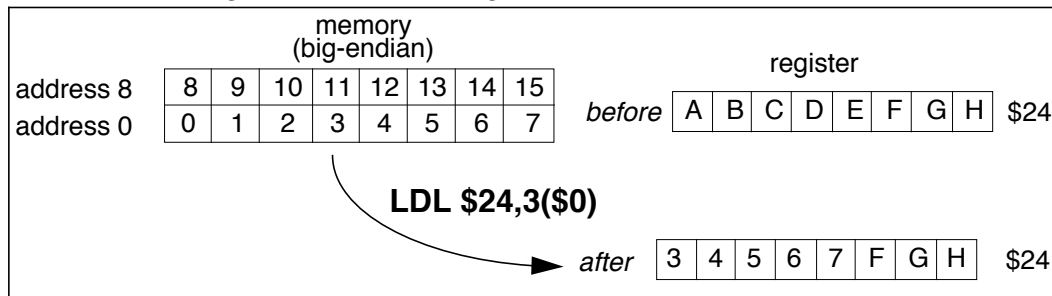 memory
(big-endian)
register
address 8 8 9 10 11 12 13 14 15
address 0 0 1 2 3 4 5 6 7
before A B C D E F G H $24
LDL $24,3($0)
after 3 4 5 6 7 F G H $24